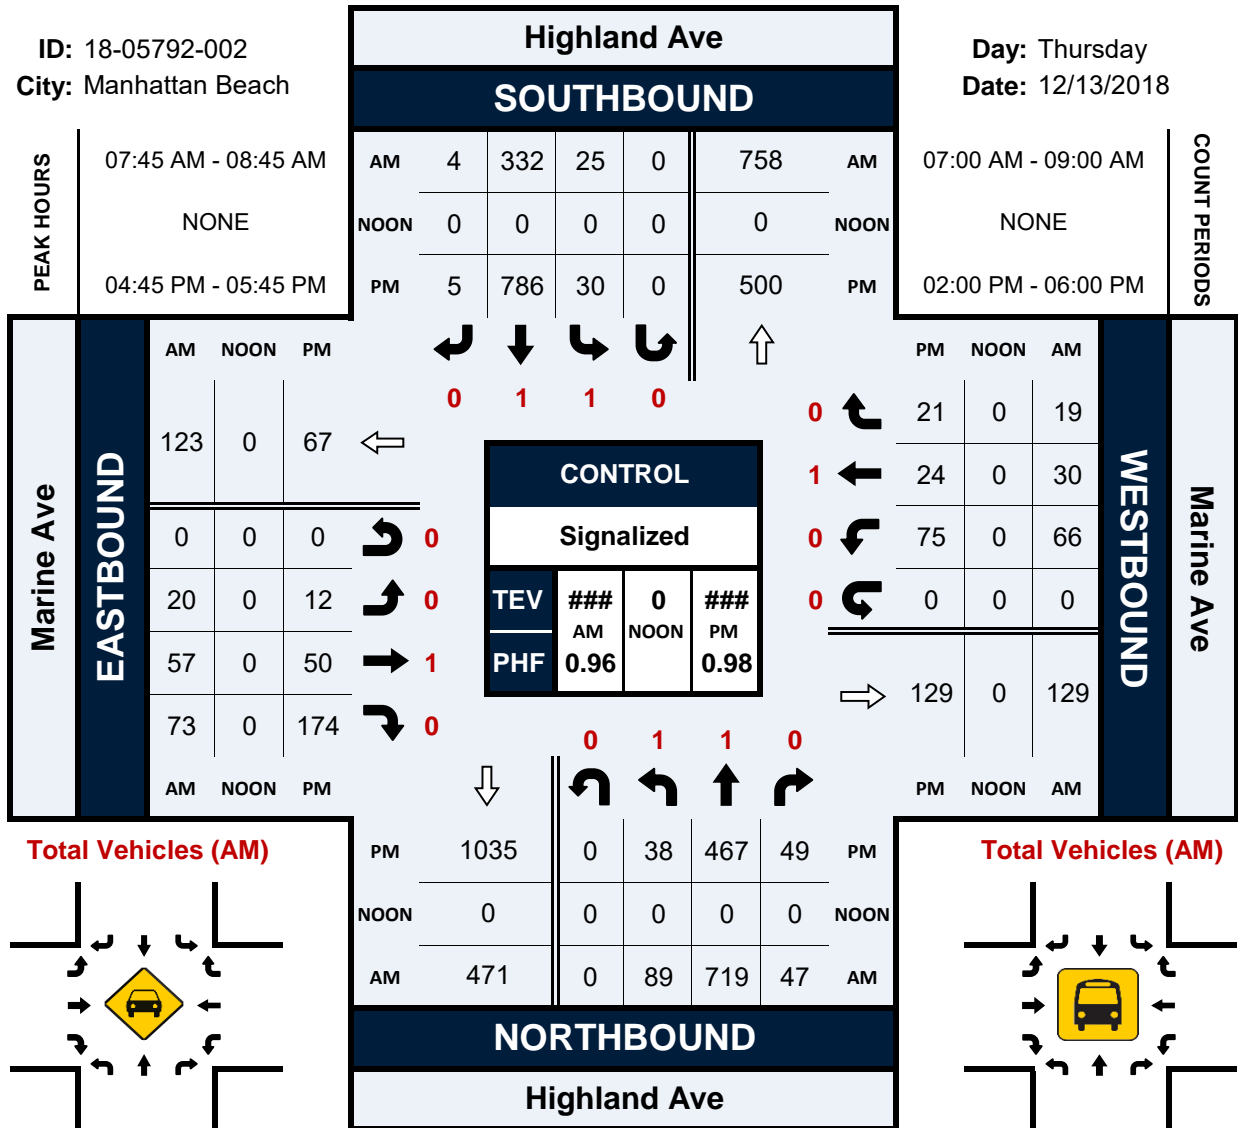 ID: 18-05792-002
City: Manhattan Beach
Highland Ave
SOUTHBOUND
Day: Thursday
Date: 12/13/2018
PEAK HOURS
07:45 AM - 08:45 AM
NONE
04:45 PM - 05:45 PM
AM 4 332 25 0 758 AM
NOON 0 0 0 0 0 NOON
PM 5 786 30 0 500 PM
07:00 AM - 09:00 AM
NONE
02:00 PM - 06:00 PM
COUNT PERIODS
0 1 1 0
Marine Ave
EASTBOUND
AM NOON PM
123 0 67
0 0 0 0
20 0 12 0
57 0 50 1
73 0 174 0
AM NOON PM
CONTROL
Signalized
TEV ### 0 ###
AM NOON PM
PHF 0.96 0.98
PM NOON AM
0 21 0 19
1 24 0 30
0 75 0 66
0 0 0 0
129 0 129
PM NOON AM
WESTBOUND
Marine Ave
0 1 1 0
PM 1035 0 38 467 49 PM
NOON 0 0 0 0 0 NOON
AM 471 0 89 719 47 AM
NORTHBOUND
Highland Ave
Total Vehicles (AM)
Total Vehicles (AM)